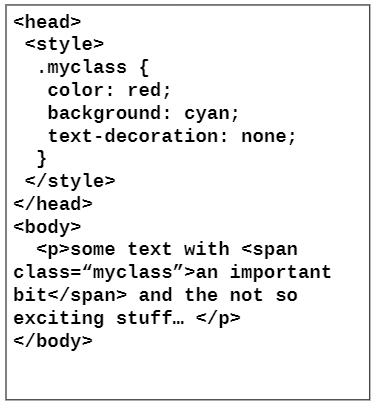 <head>
 <style>
  .myclass {
   color: red;
   background: cyan;
   text-decoration: none;
  }
 </style>
</head>
<body>
  <p>some text with <span
class=“myclass”>an important
bit</span> and the not so
exciting stuff… </p>
</body>